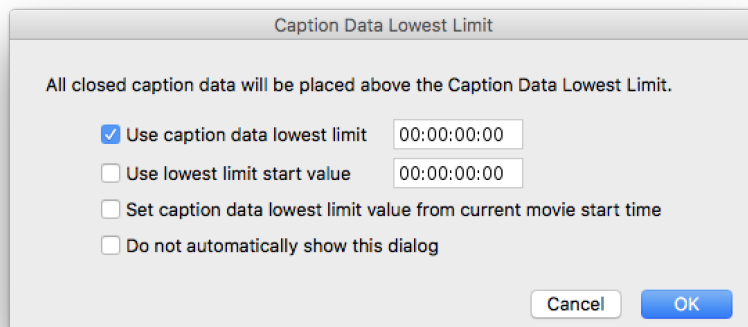 Caption Data Lowest Limit
All closed caption data will be placed above the Caption Data Lowest Limit.
Use caption data lowest limit 00:00:00:00
Use lowest limit start value 00:00:00:00
Set caption data lowest limit value from current movie start time
Do not automatically show this dialog
Cancel OK